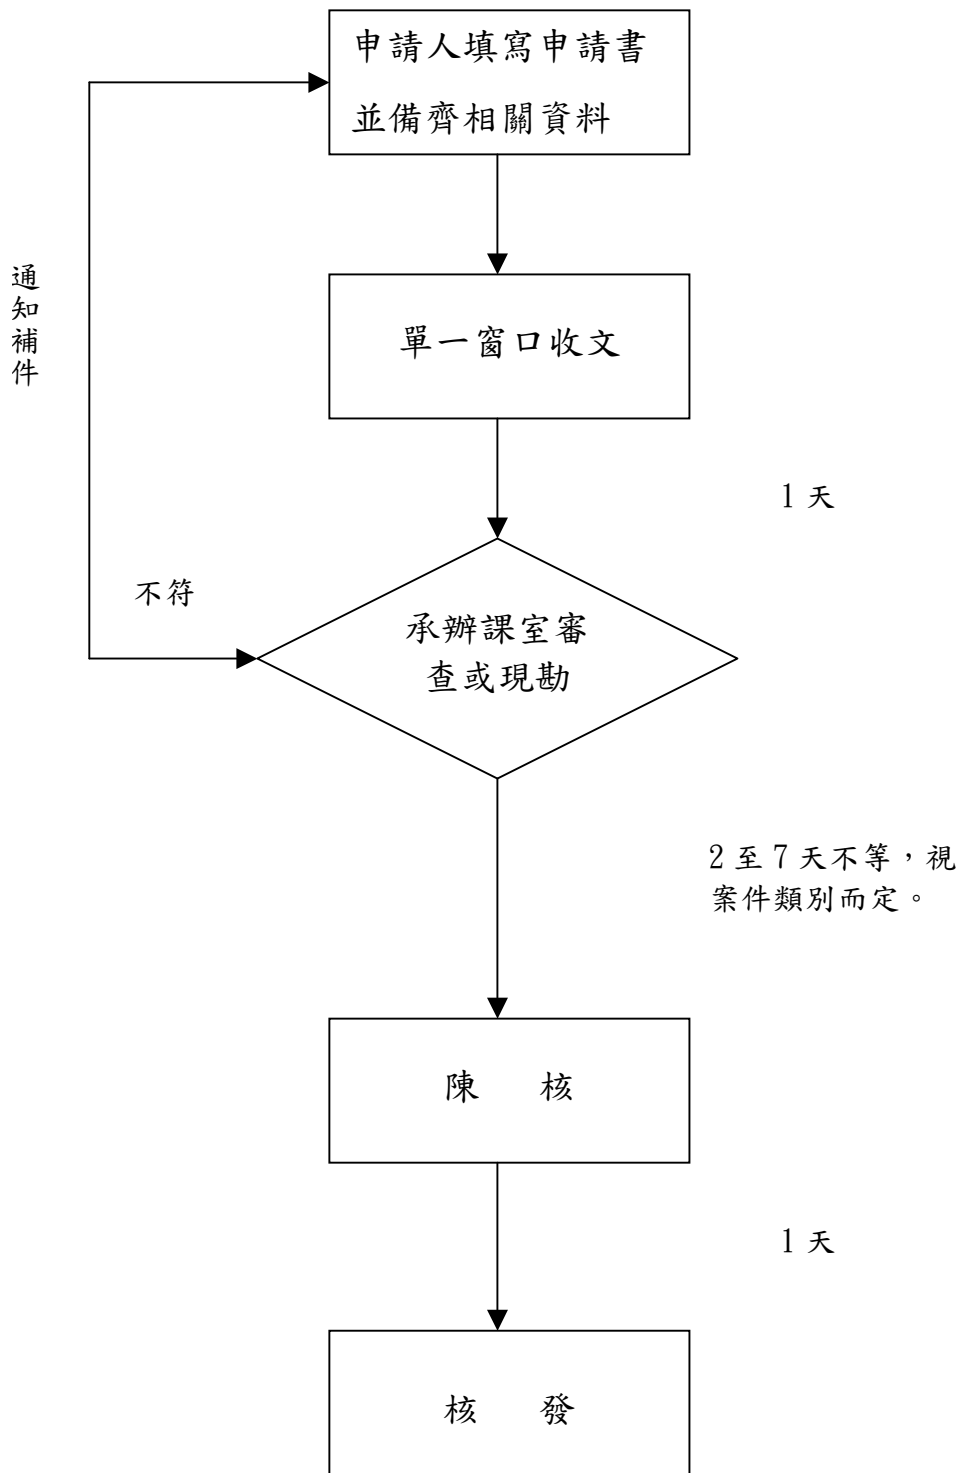 申請人填寫申請書
並備齊相關資料
通知補件
單一窗口收文
1 天
不符
承辦課室審
查或現勘
2 至 7 天不等，視
案件類別而定。
陳　核
1 天
核　發